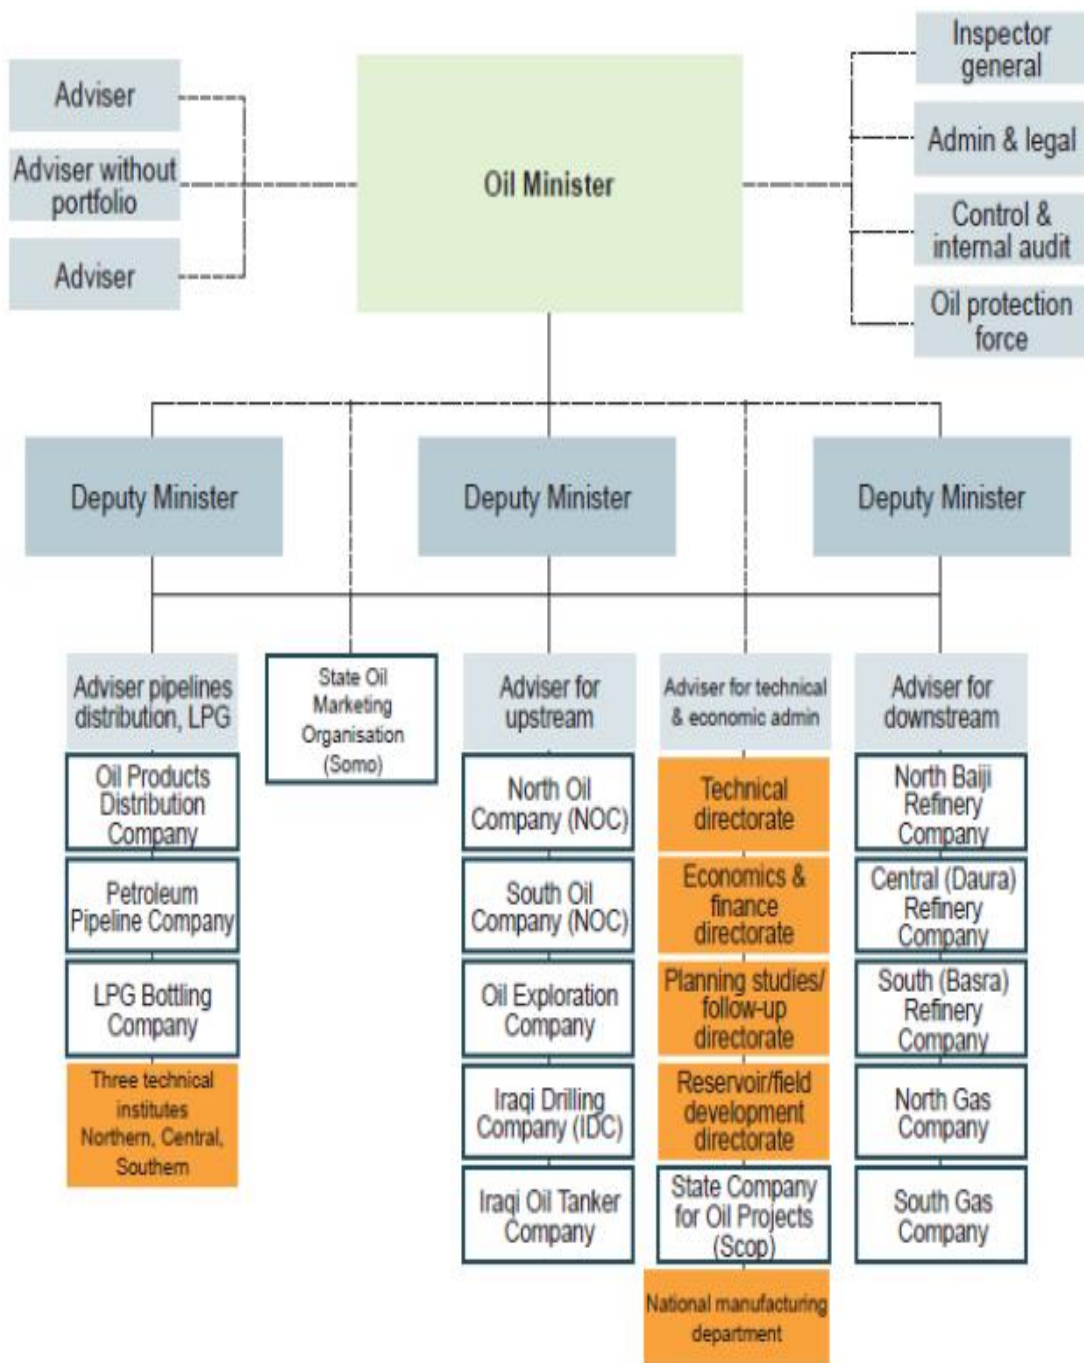 Inspector
general
Adviser
Adviser without
portfolio
Adviser
Oil Minister
Admin & legal
Control &
internal audit
Oil protection
force
Deputy Minister
Deputy Minister
Deputy Minister
Adviser pipelines
distribution, LPG
Oil Products
Distribution
Company
Petroleum
Pipeline Company
LPG Bottling
Company
Three technical
institutes
Northern, Central,
Southern
State Oil
Marketing
Organisation
(Somo)
Adviser for
upstream
North Oil
Company (NOC)
South Oil
Company (NOC)
Oil Exploration
Company
Iraqi Drilling
Company (IDC)
Iraqi Oil Tanker
Company
Adviser for technical
& economic admin
Technical
directorate
Economics &
finance
directorate
Planning studies/
follow-up
directorate
Reservoir/field
development
directorate
State Company
for Oil Projects
(Scop)
National manufacturing
department
Adviser for
downstream
North Baiji
Refinery
Company
Central (Daura)
Refinery
Company
South (Basra)
Refinery
Company
North Gas
Company
South Gas
Company